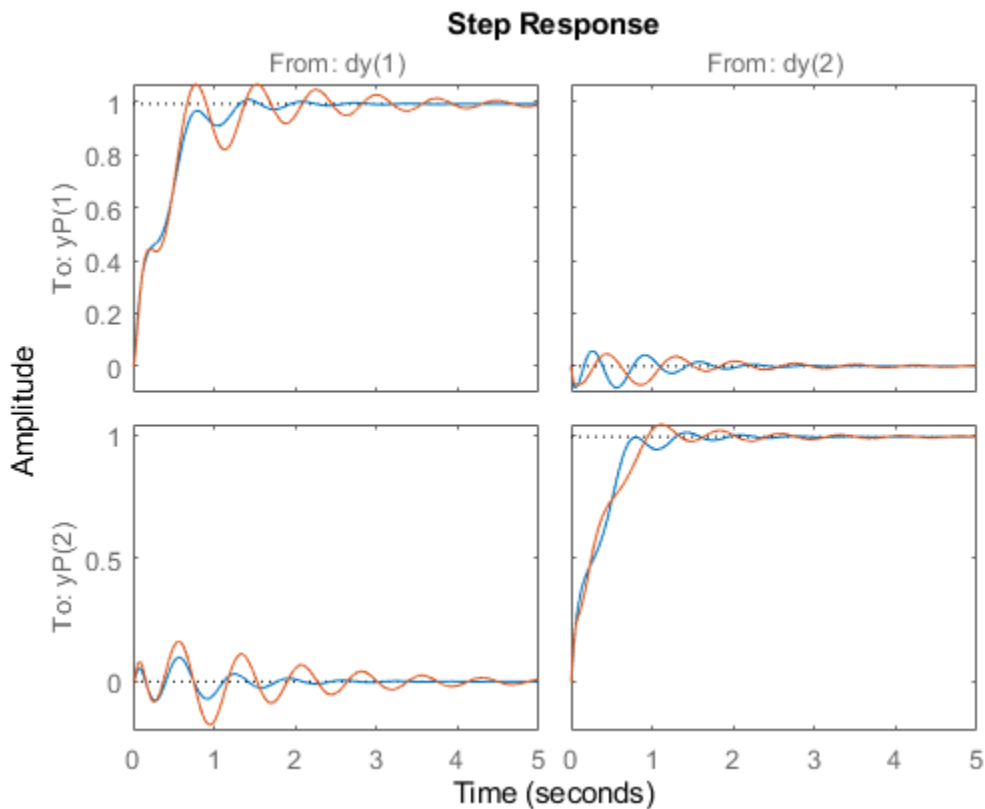 Step Response
From: dy(1)
From: dy(2)
Amplitude
To: yP(1)
1
0.8
0.6
0.4
0.2
0
To: yP(2)
1
0.5
0
0 1 2 3 4 5
0 1 2 3 4 5
Time (seconds)